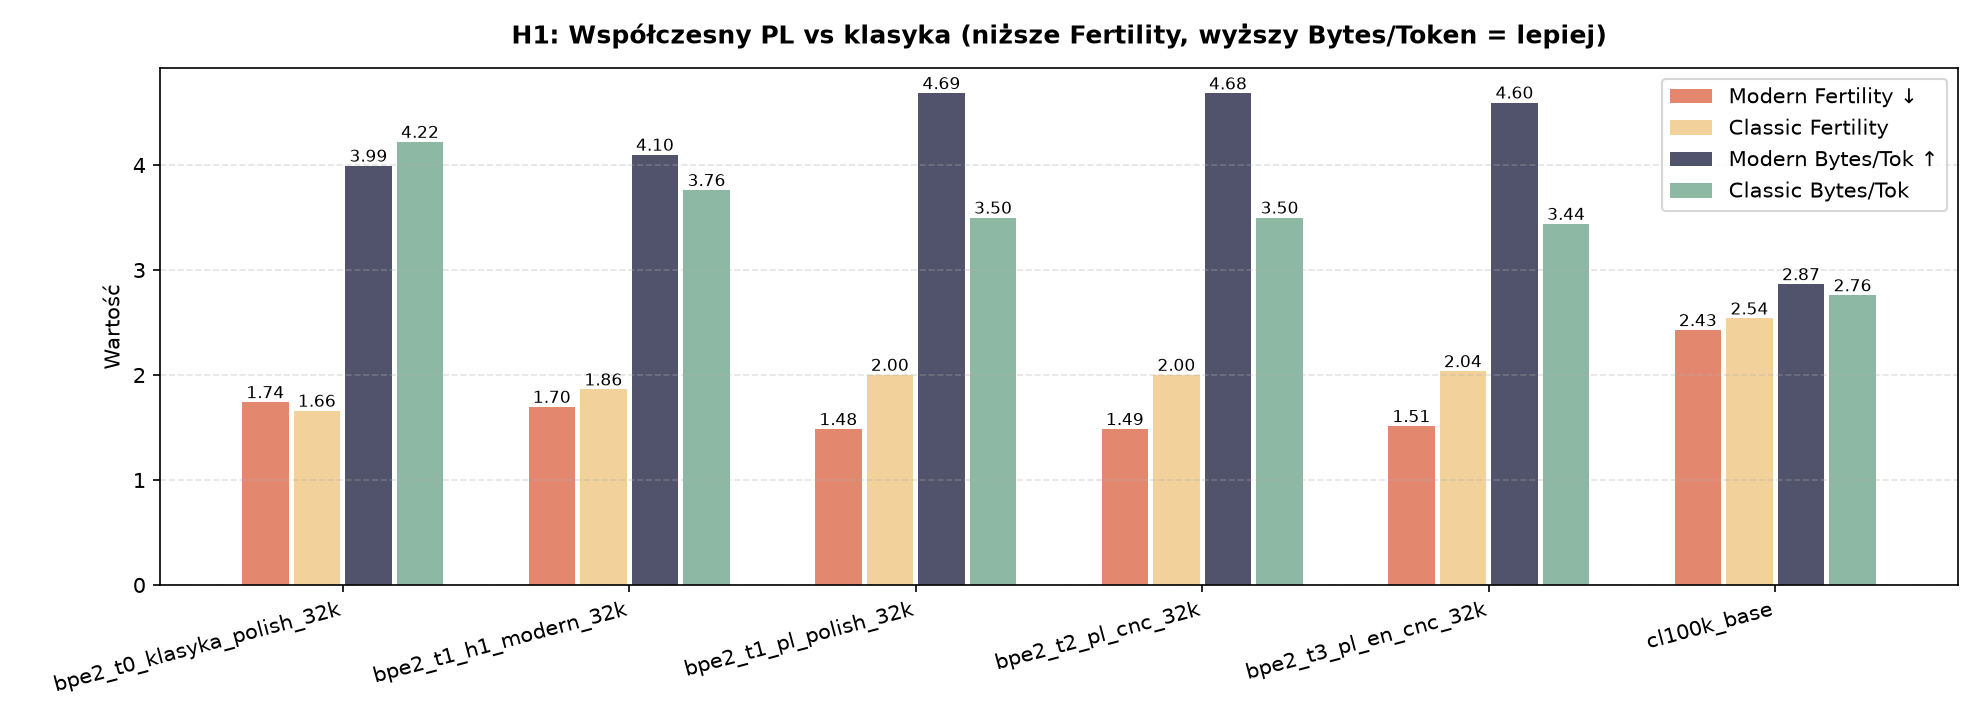 H1: Współczesny PL vs klasyka (niższe Fertility, wyższy Bytes/Token = lepiej)
Modern Fertility ↓
Classic Fertility
Modern Bytes/Tok ↑
Classic Bytes/Tok
Wartość
4
3
2
1
0
1.74
1.66
3.99
4.22
1.70
1.86
4.10
3.76
1.48
2.00
4.69
3.50
1.49
2.00
4.68
3.50
1.51
2.04
4.60
3.44
2.43
2.54
2.87
2.76
bpe2_t0_klasyka_polish_32k
bpe2_t1_h1_modern_32k
bpe2_t1_pl_polish_32k
bpe2_t2_pl_cnc_32k
bpe2_t3_pl_en_cnc_32k
cl100k_base